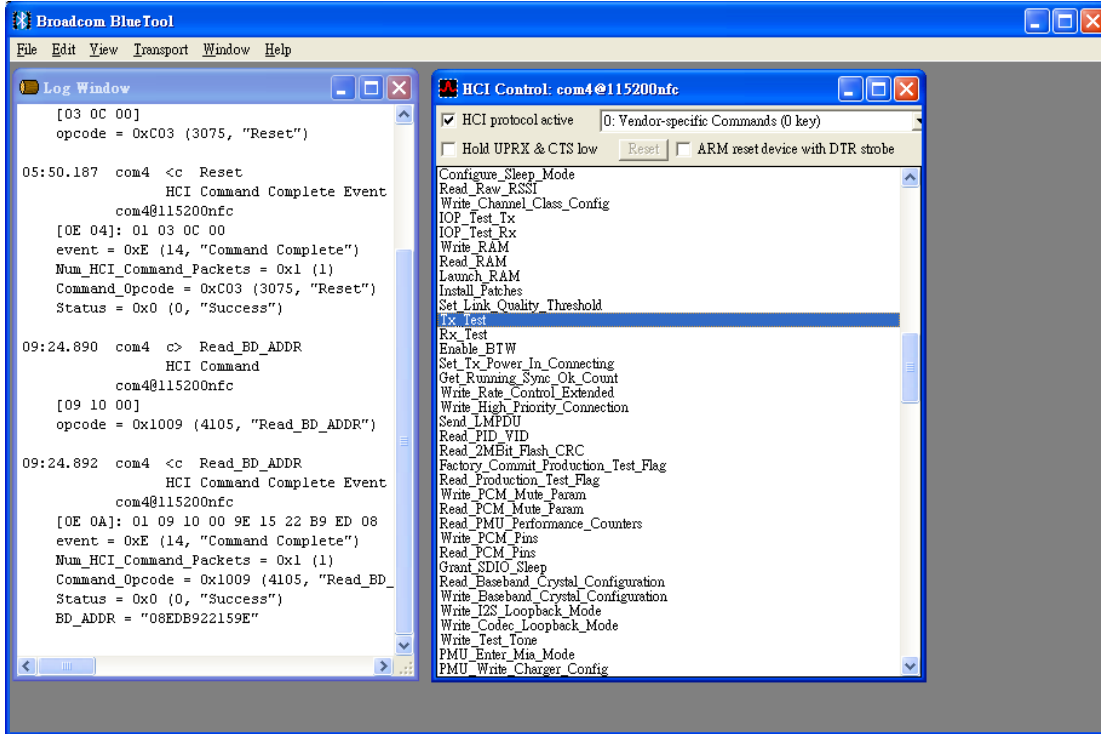 Broadcom BlueTool
File Edit View Transport Window Help
Log Window
[03 0C 00]
opcode = 0xC03 (3075, "Reset")
05:50.187 com4 <c Reset
HCI Command Complete Event
com4@115200nfc
[0E 04]: 01 03 0C 00
event = 0xE (14, "Command Complete")
Num_HCI_Command_Packets = 0x1 (1)
Command_Opcode = 0xC03 (3075, "Reset")
Status = 0x0 (0, "Success")
09:24.890 com4 c> Read_BD_ADDR
HCI Command
com4@115200nfc
[09 10 00]
opcode = 0x1009 (4105, "Read_BD_ADDR")
09:24.892 com4 <c Read_BD_ADDR
HCI Command Complete Event
com4@115200nfc
[0E 0A]: 01 09 10 00 9E 15 22 B9 ED 08
event = 0xE (14, "Command Complete")
Num_HCI_Command_Packets = 0x1 (1)
Command_Opcode = 0x1009 (4105, "Read_BD_
Status = 0x0 (0, "Success")
BD_ADDR = "08EDB922159E"
HCI Control: com4@115200nfc
HCI protocol active 0: Vendor-specific Commands (0 key)
Hold UPRX & CTS low Reset ARM reset device with DTR strobe
Configure_Sleep_Mode
Read_Raw_RSSI
Write_Channel_Class_Config
IOP_Test_Tx
IOP_Test_Rx
Write_RAM
Read_RAM
Launch_RAM
Install_Patches
Set_Link_Quality_Threshold
Tx_Test
Rx_Test
Enable_BTW
Set_Tx_Power_In_Connecting
Get_Running_Sync_Ok_Count
Write_Rate_Control_Extended
Write_High_Priority_Connection
Send_LMPDU
Read_PID_VID
Read_2MBit_Flash_CRC
Factory_Commit_Production_Test_Flag
Read_Production_Test_Flag
Write_PCM_Mute_Param
Read_PCM_Mute_Param
Read_PMU_Performance_Counters
Write_PCM_Pins
Read_PCM_Pins
Grant_SDIO_Sleep
Read_Baseband_Crystal_Configuration
Write_Baseband_Crystal_Configuration
Write_I2S_Loopback_Mode
Write_Codec_Loopback_Mode
Write_Test_Tone
PMU_Enter_Mia_Mode
PMU_Write_Charger_Config